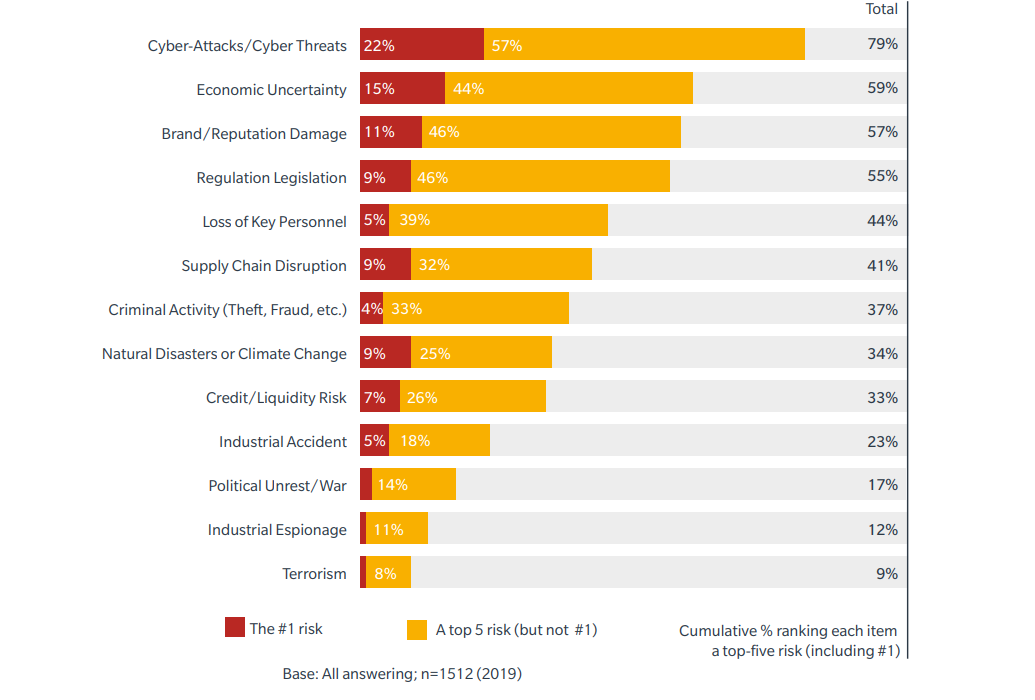 Total
Cyber-Attacks/Cyber Threats 22% 57% 79%
Economic Uncertainty 15% 44% 59%
Brand/Reputation Damage 11% 46% 57%
Regulation Legislation 9% 46% 55%
Loss of Key Personnel 5% 39% 44%
Supply Chain Disruption 9% 32% 41%
Criminal Activity (Theft, Fraud, etc.) 4% 33% 37%
Natural Disasters or Climate Change 9% 25% 34%
Credit/Liquidity Risk 7% 26% 33%
Industrial Accident 5% 18% 23%
Political Unrest/War 14% 17%
Industrial Espionage 11% 12%
Terrorism 8% 9%
The #1 risk
A top 5 risk (but not #1)
Cumulative % ranking each item
a top-five risk (including #1)
Base: All answering; n=1512 (2019)